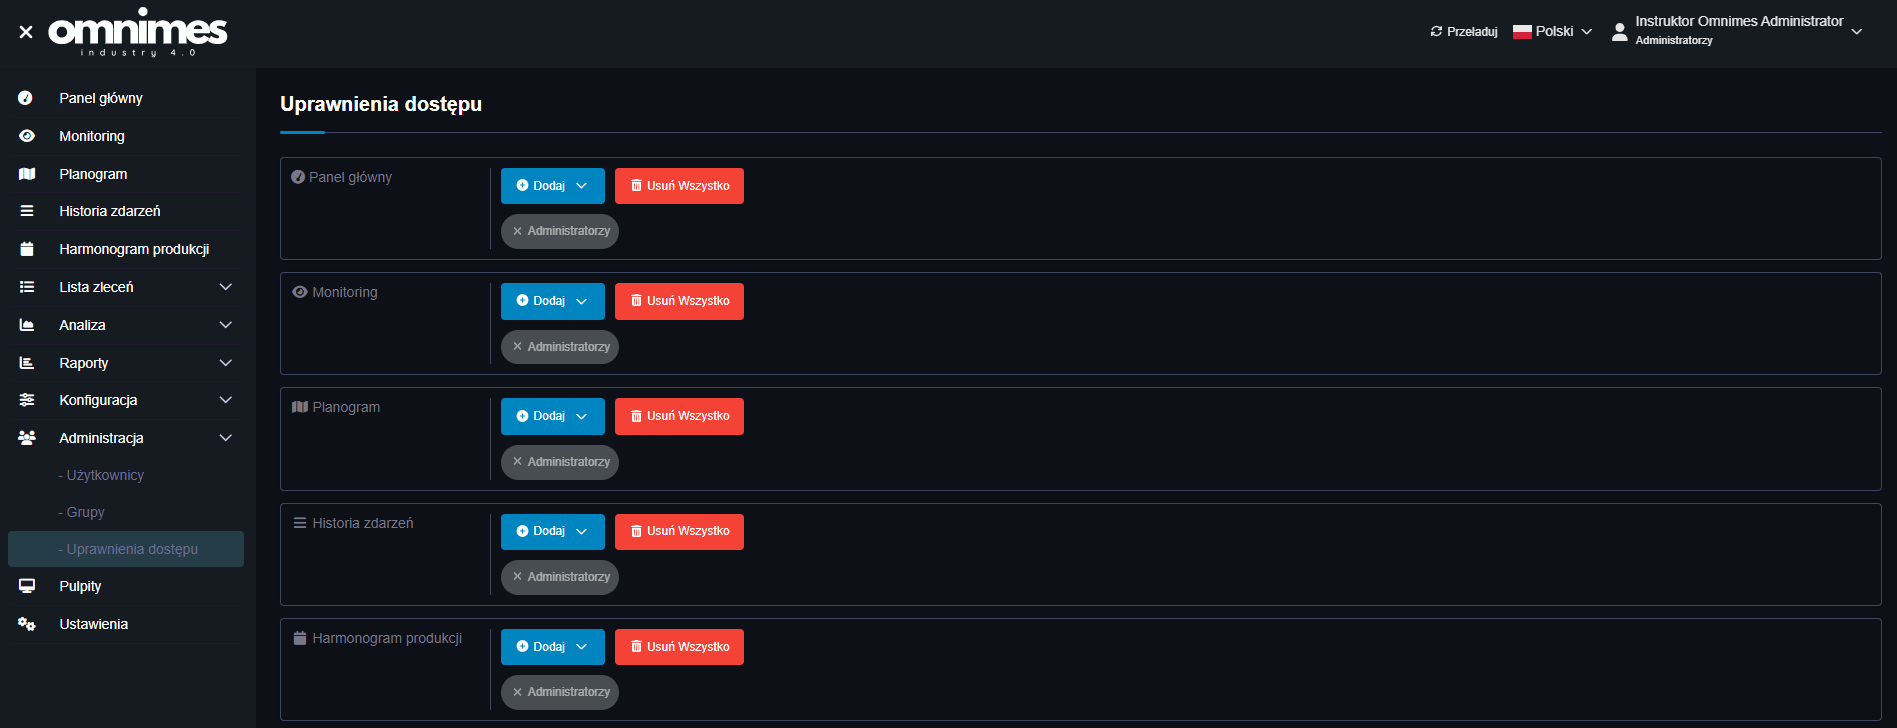 omnimes
industry 4.0
Przeładuj
Polski
Instruktor Omnimes Administrator
Administratorzy
Panel główny
Monitoring
Planogram
Historia zdarzeń
Harmonogram produkcji
Lista zleceń
Analiza
Raporty
Konfiguracja
Administracja
- Użytkownicy
- Grupy
- Uprawnienia dostępu
Pulpity
Ustawienia
Uprawnienia dostępu
Panel główny
Dodaj
Usuń Wszystko
Administratorzy
Monitoring
Dodaj
Usuń Wszystko
Administratorzy
Planogram
Dodaj
Usuń Wszystko
Administratorzy
Historia zdarzeń
Dodaj
Usuń Wszystko
Administratorzy
Harmonogram produkcji
Dodaj
Usuń Wszystko
Administratorzy